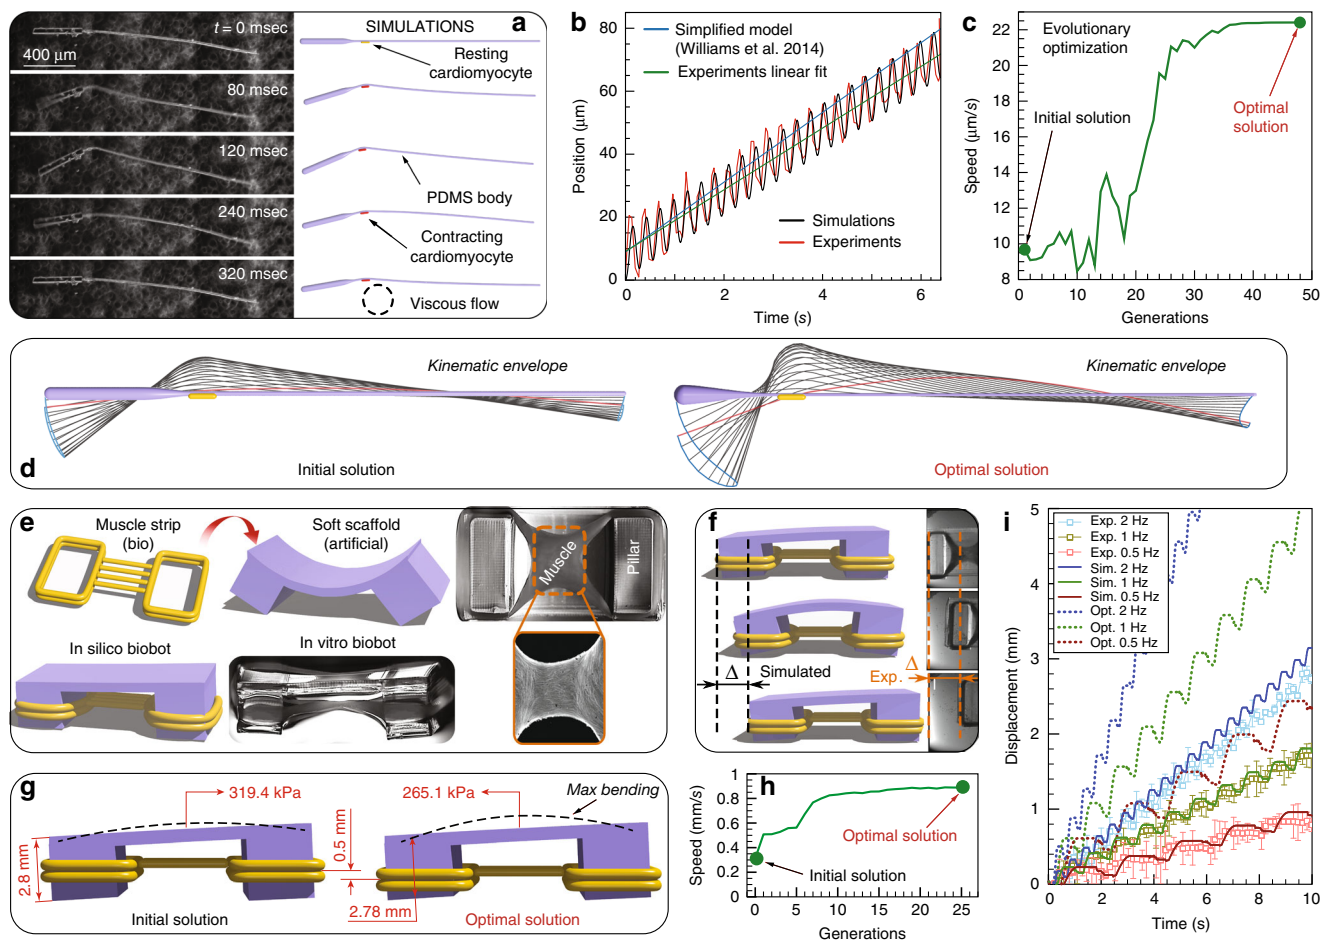 a
t = 0 msec
400 µm
80 msec
120 msec
240 msec
320 msec
SIMULATIONS
Resting
cardiomyocyte
PDMS body
Contracting
cardiomyocyte
Viscous flow
b
Simplified model
(Williams et al. 2014)
Experiments linear fit
Simulations
Experiments
Position (µm)
80
60
40
20
0
0
2
4
6
Time (s)
c
Evolutionary
optimization
Initial solution
Optimal
solution
Speed (µm/s)
22
20
18
16
14
12
10
8
0
10
20
30
40
50
Generations
d
Kinematic envelope
Initial solution
Kinematic envelope
Optimal solution
e
Muscle strip
(bio)
Soft scaffold
(artificial)
Muscle
Pillar
In silico biobot
In vitro biobot
f
Δ
Simulated
Δ
Exp.
g
319.4 kPa
265.1 kPa
Max bending
2.8 mm
0.5 mm
2.78 mm
Initial solution
Optimal solution
h
Speed (mm/s)
1
0.8
0.6
0.4
0.2
0
Optimal solution
Initial solution
0
5
10
15
20
25
Generations
i
Exp. 2 Hz
Exp. 1 Hz
Exp. 0.5 Hz
Sim. 2 Hz
Sim. 1 Hz
Sim. 0.5 Hz
Opt. 2 Hz
Opt. 1 Hz
Opt. 0.5 Hz
Displacement (mm)
5
4
3
2
1
0
0
2
4
6
8
10
Time (s)